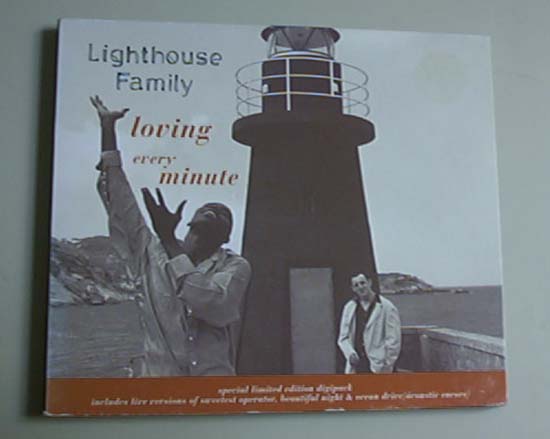 Lighthouse
Family
loving
every
minute
special limited edition digipack
includes live versions of sweetest operator, beautiful night & ocean drive(acoustic encore)